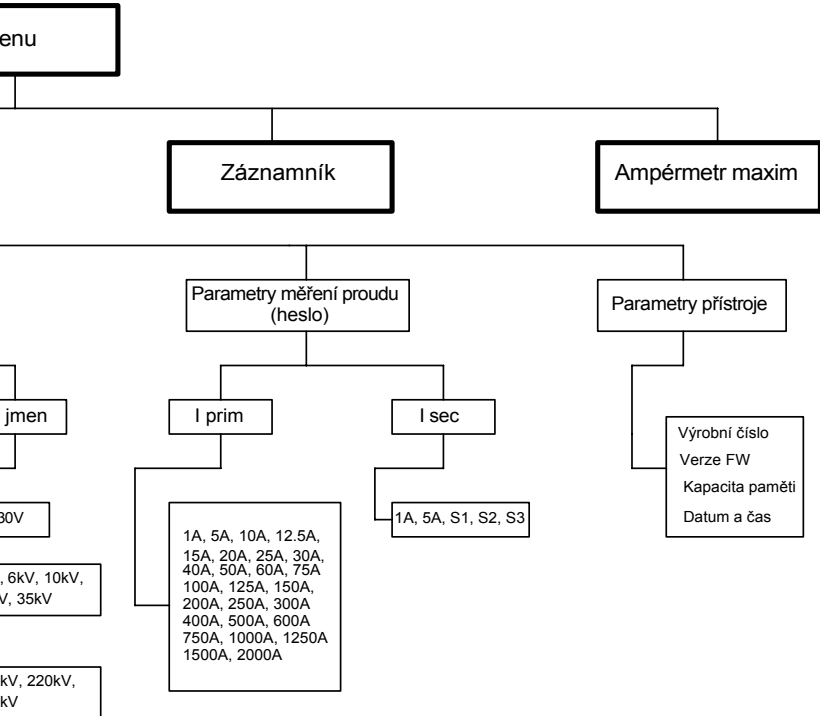 enu
Záznamník
Ampérmetr maxim
Parametry měření proudu
(heslo)
Parametry přístroje
jmen
I prim
I sec
Výrobní číslo
Verze FW
Kapacita paměti
Datum a čas
30V
1A, 5A, S1, S2, S3
1A, 5A, 10A, 12.5A,
15A, 20A, 25A, 30A,
40A, 50A, 60A, 75A
100A, 125A, 150A,
200A, 250A, 300A
400A, 500A, 600A
750A, 1000A, 1250A
1500A, 2000A
, 6kV, 10kV,
V, 35kV
kV, 220kV,
kV